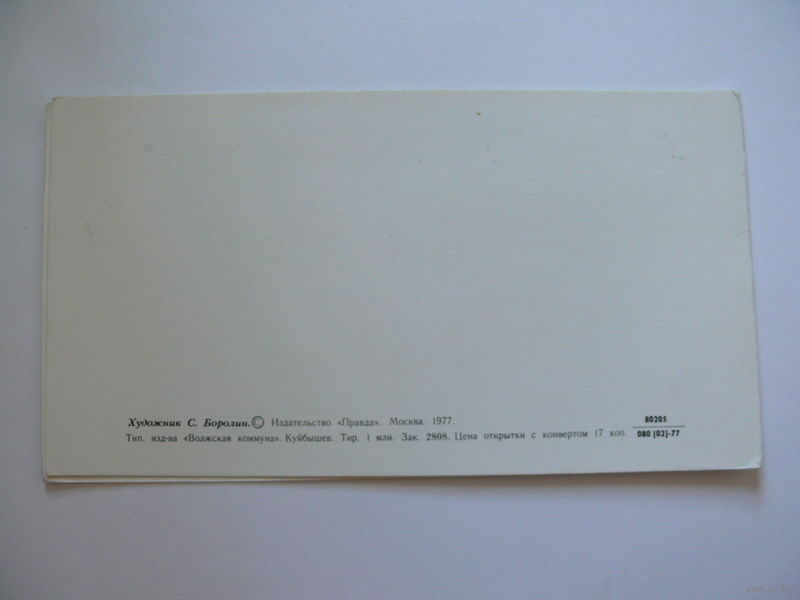 Художник С. Боролин. © Издательство «Правда». Москва. 1977.
Тип. изд-ва «Волжская коммуна». Куйбышев. Тир. 1 млн. Зак. 2808. Цена открытки с конвертом 17 коп.
80205
080 (02)-77